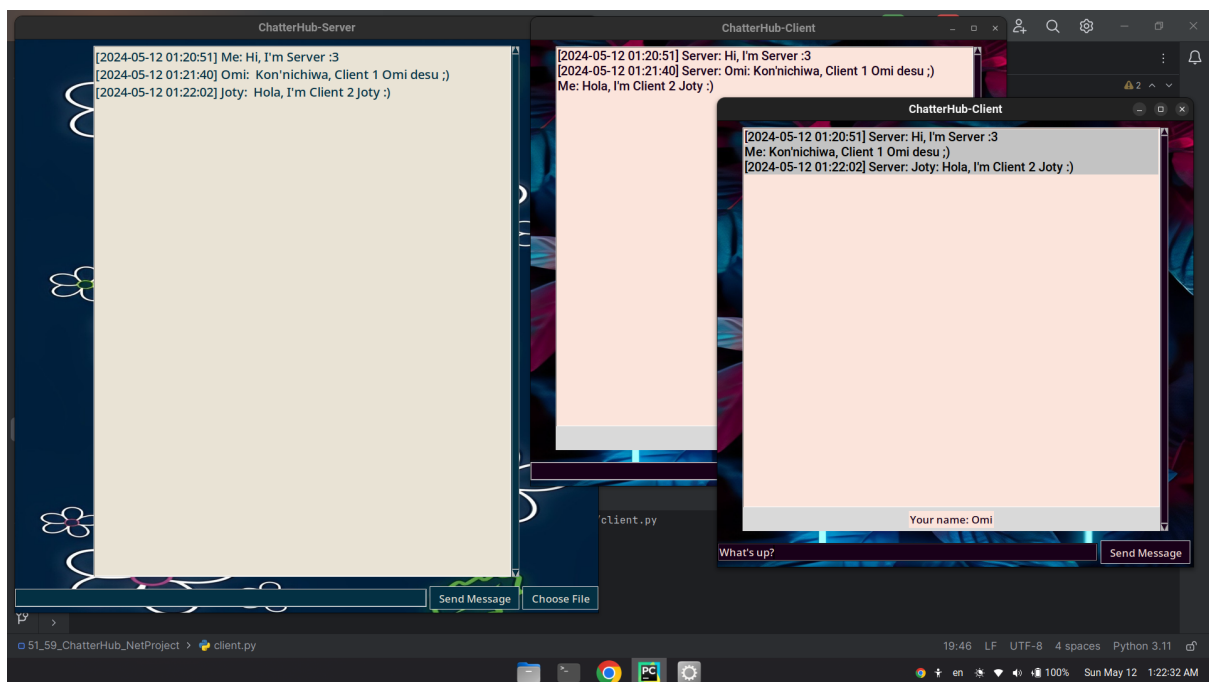 ChatterHub-Server
[2024-05-12 01:20:51] Me: Hi, I'm Server :3
[2024-05-12 01:21:40] Omi:  Kon'nichiwa, Client 1 Omi desu ;)
[2024-05-12 01:22:02] Joty:  Hola, I'm Client 2 Joty :)
Send Message
Choose File
ChatterHub-Client
[2024-05-12 01:20:51] Server: Hi, I'm Server :3
[2024-05-12 01:21:40] Server: Omi: Kon'nichiwa, Client 1 Omi desu ;)
Me: Hola, I'm Client 2 Joty :)
2
ChatterHub-Client
[2024-05-12 01:20:51] Server: Hi, I'm Server :3
Me: Kon'nichiwa, Client 1 Omi desu ;)
[2024-05-12 01:22:02] Server: Joty: Hola, I'm Client 2 Joty :)
Your name: Omi
What's up?
Send Message
/client.py
51_59_ChatterHub_NetProject > client.py
19:46 LF UTF-8 4 spaces Python 3.11
PC
en 100% Sun May 12 1:22:32 AM